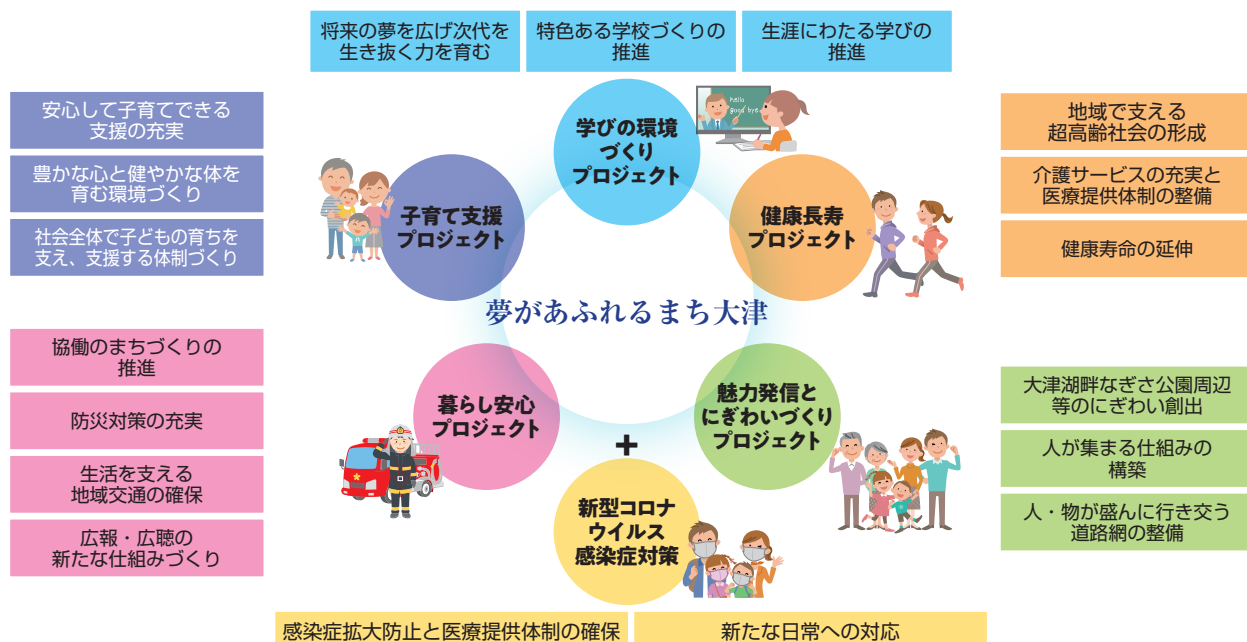 将来の夢を広げ次代を
生き抜く力を育む
特色ある学校づくりの
推進
生涯にわたる学びの
推進
学びの環境
づくり
プロジェクト
hello
good bye
安心して子育てできる
支援の充実
豊かな心と健やかな体を
育む環境づくり
社会全体で子どもの育ちを
支え、支援する体制づくり
子育て支援
プロジェクト
健康長寿
プロジェクト
地域で支える
超高齢社会の形成
介護サービスの充実と
医療提供体制の整備
健康寿命の延伸
夢があふれるまち大津
協働のまちづくりの
推進
防災対策の充実
生活を支える
地域交通の確保
広報・広聴の
新たな仕組みづくり
暮らし安心
プロジェクト
魅力発信と
にぎわいづくり
プロジェクト
大津湖畔なぎさ公園周辺
等のにぎわい創出
人が集まる仕組みの
構築
人・物が盛んに行き交う
道路網の整備
+
新型コロナ
ウイルス
感染症対策
感染症拡大防止と医療提供体制の確保
新たな日常への対応